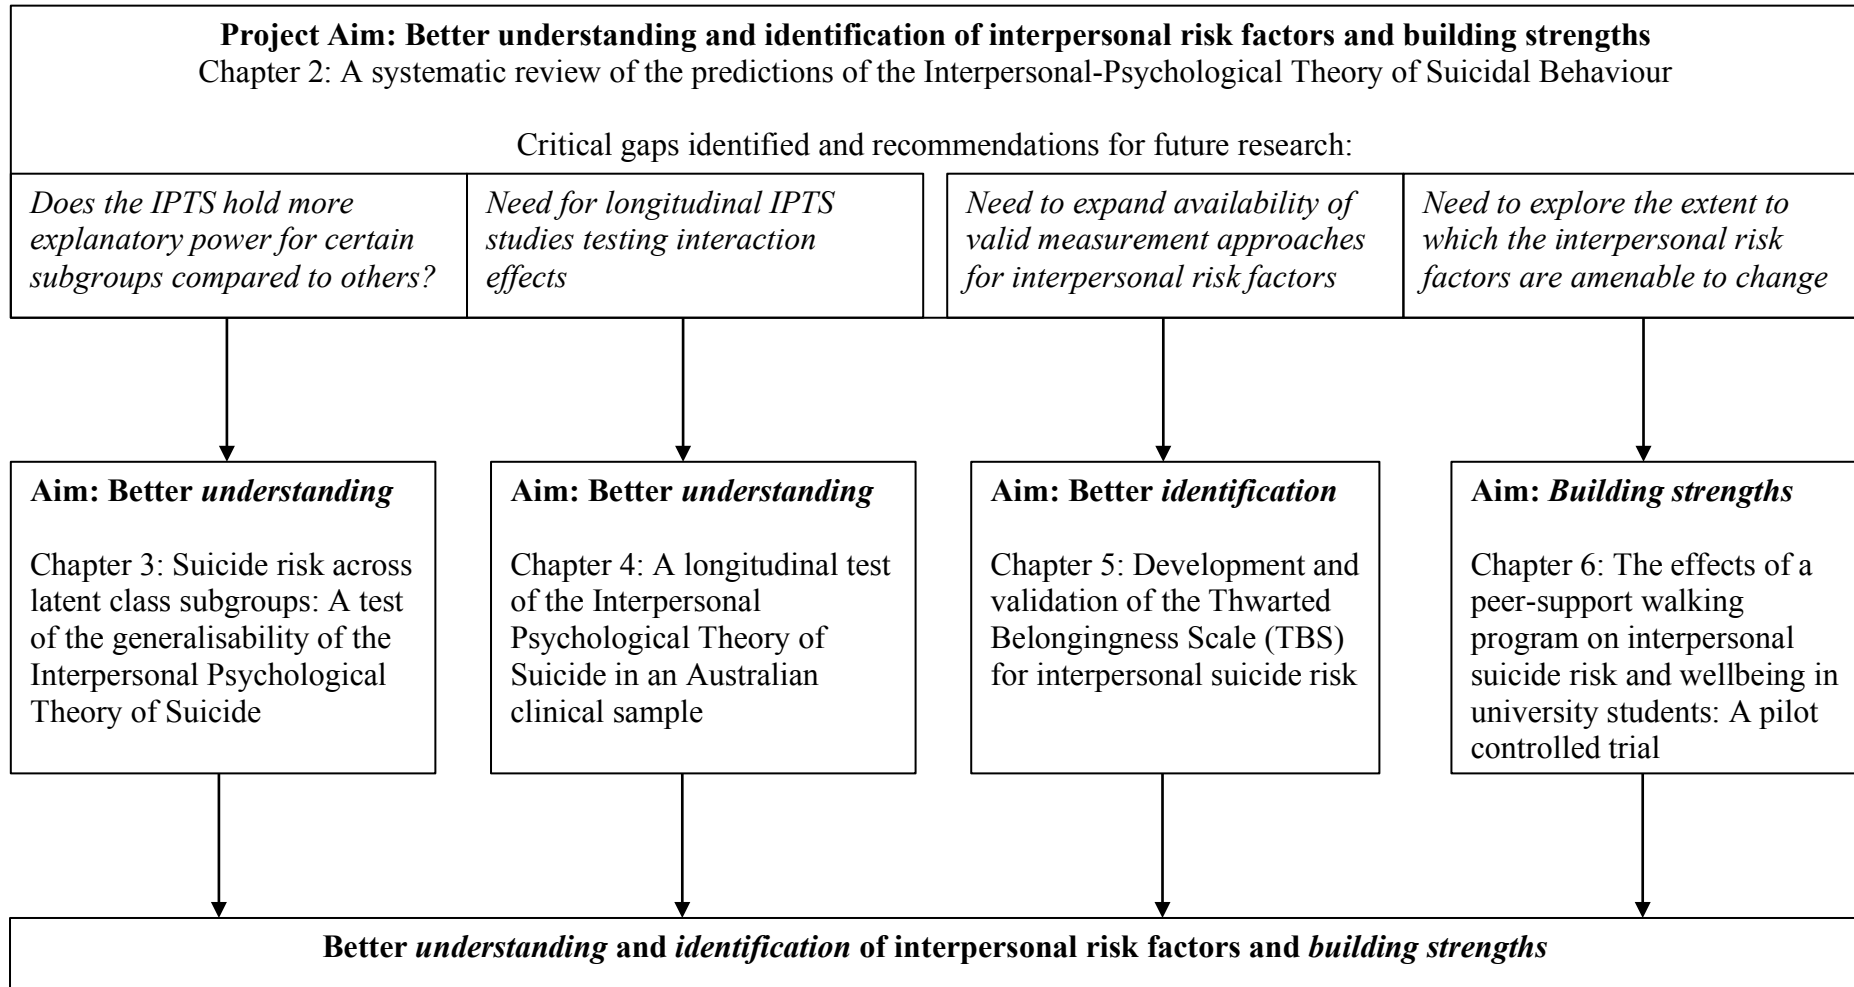 Project Aim: Better understanding and identification of interpersonal risk factors and building strengths
Chapter 2: A systematic review of the predictions of the Interpersonal-Psychological Theory of Suicidal Behaviour
Critical gaps identified and recommendations for future research:
Does the IPTS hold more
explanatory power for certain
subgroups compared to others?
Need for longitudinal IPTS
studies testing interaction
effects
Need to expand availability of
valid measurement approaches
for interpersonal risk factors
Need to explore the extent to
which the interpersonal risk
factors are amenable to change
Aim: Better understanding
Chapter 3: Suicide risk across
latent class subgroups: A test
of the generalisability of the
Interpersonal Psychological
Theory of Suicide
Aim: Better understanding
Chapter 4: A longitudinal test
of the Interpersonal
Psychological Theory of
Suicide in an Australian
clinical sample
Aim: Better identification
Chapter 5: Development and
validation of the Thwarted
Belongingness Scale (TBS)
for interpersonal suicide risk
Aim: Building strengths
Chapter 6: The effects of a
peer-support walking
program on interpersonal
suicide risk and wellbeing in
university students: A pilot
controlled trial
Better understanding and identification of interpersonal risk factors and building strengths